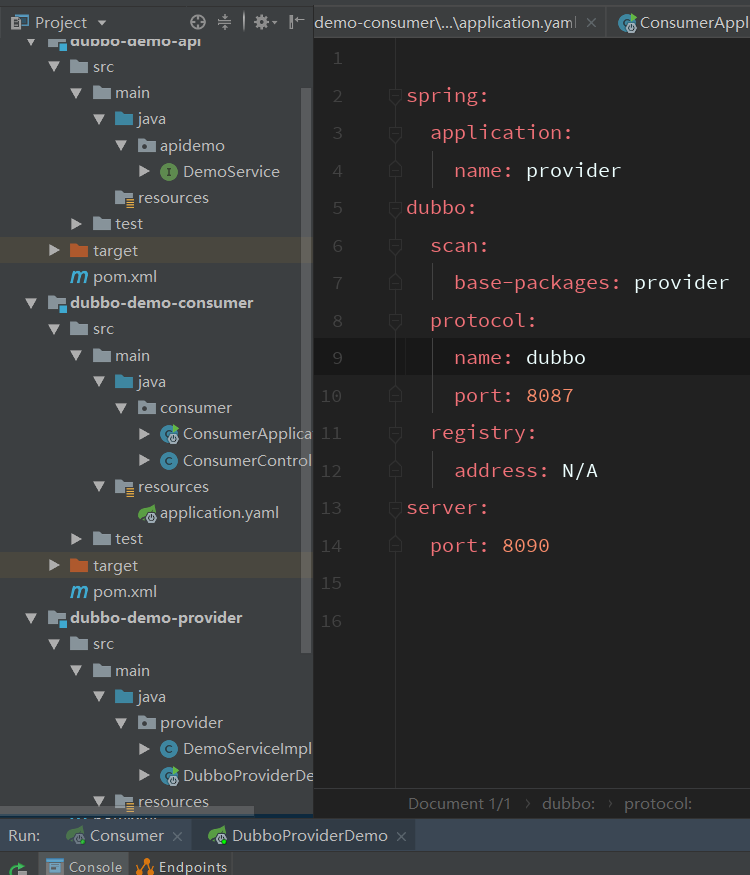 Project
dubbo-demo-api
src
main
java
apidemo
DemoService
resources
test
target
pom.xml
dubbo-demo-consumer
src
main
java
consumer
ConsumerApplica
ConsumerControl
resources
application.yaml
test
target
pom.xml
dubbo-demo-provider
src
main
java
provider
DemoServiceImpl
DubboProviderDe
resources
demo-consumer\...\application.yaml
ConsumerAppl
1
2 spring:
3 application:
4 name: provider
5 dubbo:
6 scan:
7 base-packages: provider
8 protocol:
9 name: dubbo
10 port: 8087
11 registry:
12 address: N/A
13 server:
14 port: 8090
15
16
Document 1/1 › dubbo: › protocol:
Run: Consumer DubboProviderDemo
Console Endpoints